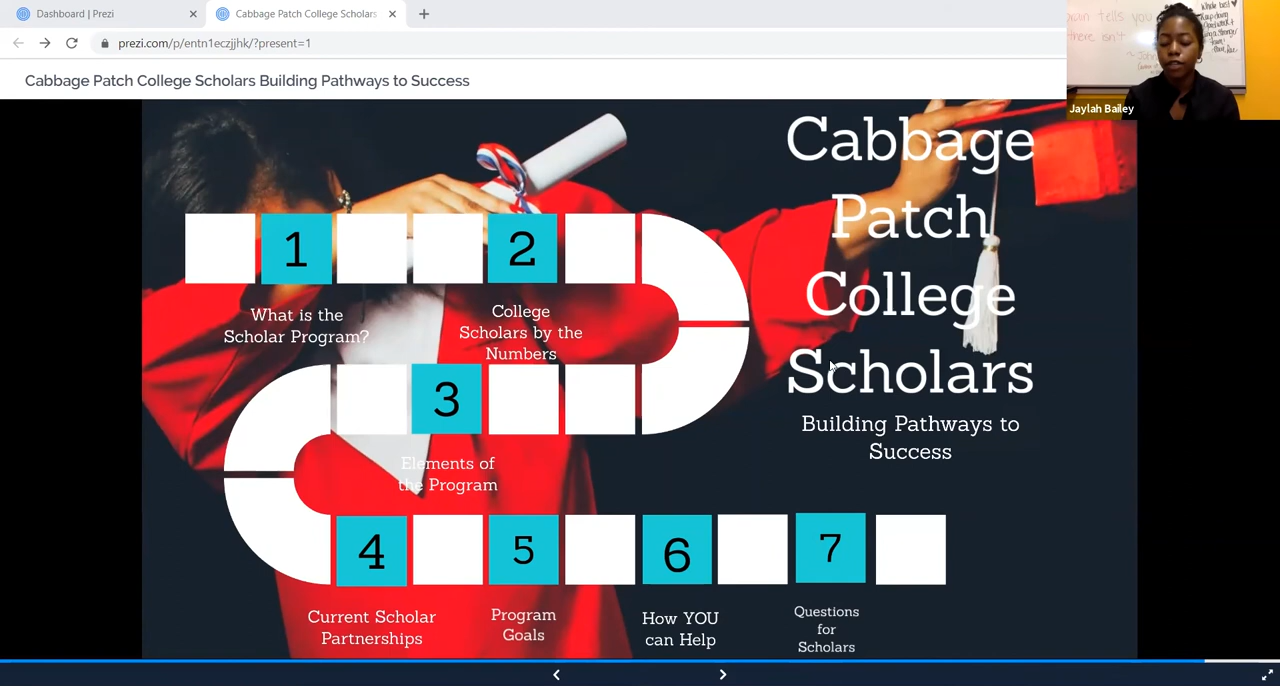 Dashboard | Prezi
Cabbage Patch College Scholars
prezi.com/p/entn1eczjjhk/?present=1
Cabbage Patch College Scholars Building Pathways to Success
Jaylah Bailey
Cabbage
Patch
College
Scholars
Building Pathways to
Success
1
2
What is the
Scholar Program?
College
Scholars by the
Numbers
3
Elements of
the Program
4
5
6
7
Current Scholar
Partnerships
Program
Goals
How YOU
can Help
Questions
for
Scholars